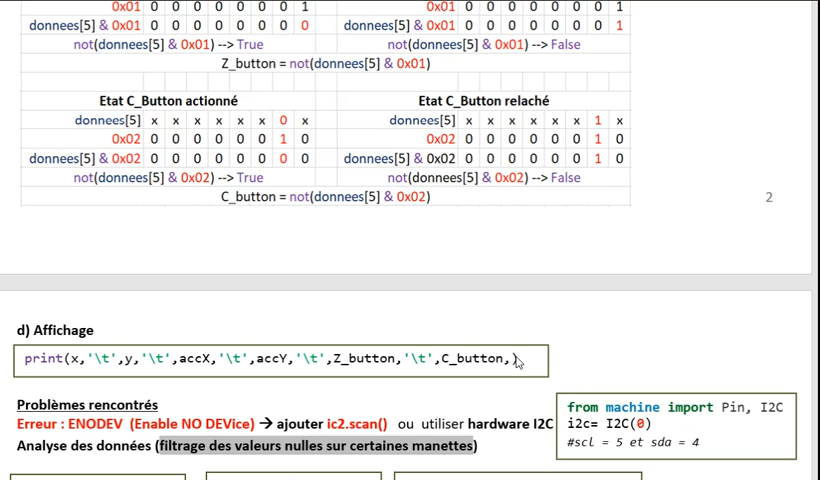 0x01 0 0 0 0 0 0 0 1 0x01 0 0 0 0 0 0 0 1
donnees[5] & 0x01 0 0 0 0 0 0 0 0 donnees[5] & 0x01 0 0 0 0 0 0 0 1
not(donnees[5] & 0x01) --> True not(donnees[5] & 0x01) --> False
Z_button = not(donnees[5] & 0x01)
Etat C_Button actionné Etat C_Button relaché
donnees[5] x x x x x x 0 x donnees[5] x x x x x x 1 x
0x02 0 0 0 0 0 0 1 0 0x02 0 0 0 0 0 0 1 0
donnees[5] & 0x02 0 0 0 0 0 0 0 0 donnees[5] & 0x02 0 0 0 0 0 0 1 0
not(donnees[5] & 0x02) --> True not(donnees[5] & 0x02) --> False
C_button = not(donnees[5] & 0x02)
2
d) Affichage
print(x,'\t',y,'\t',accX,'\t',accY,'\t',Z_button,'\t',C_button,)
Problèmes rencontrés
Erreur : ENODEV (Enable NO DEVice) → ajouter ic2.scan() ou utiliser hardware I2C
Analyse des données (filtrage des valeurs nulles sur certaines manettes)
from machine import Pin, I2C
i2c= I2C(0)
#scl = 5 et sda = 4